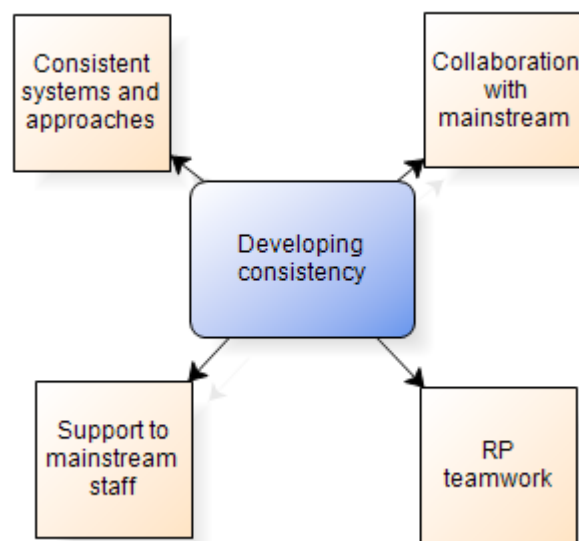 Consistent
systems and
approaches
Collaboration
with
mainstream
Developing
consistency
Support to
mainstream
staff
RP
teamwork